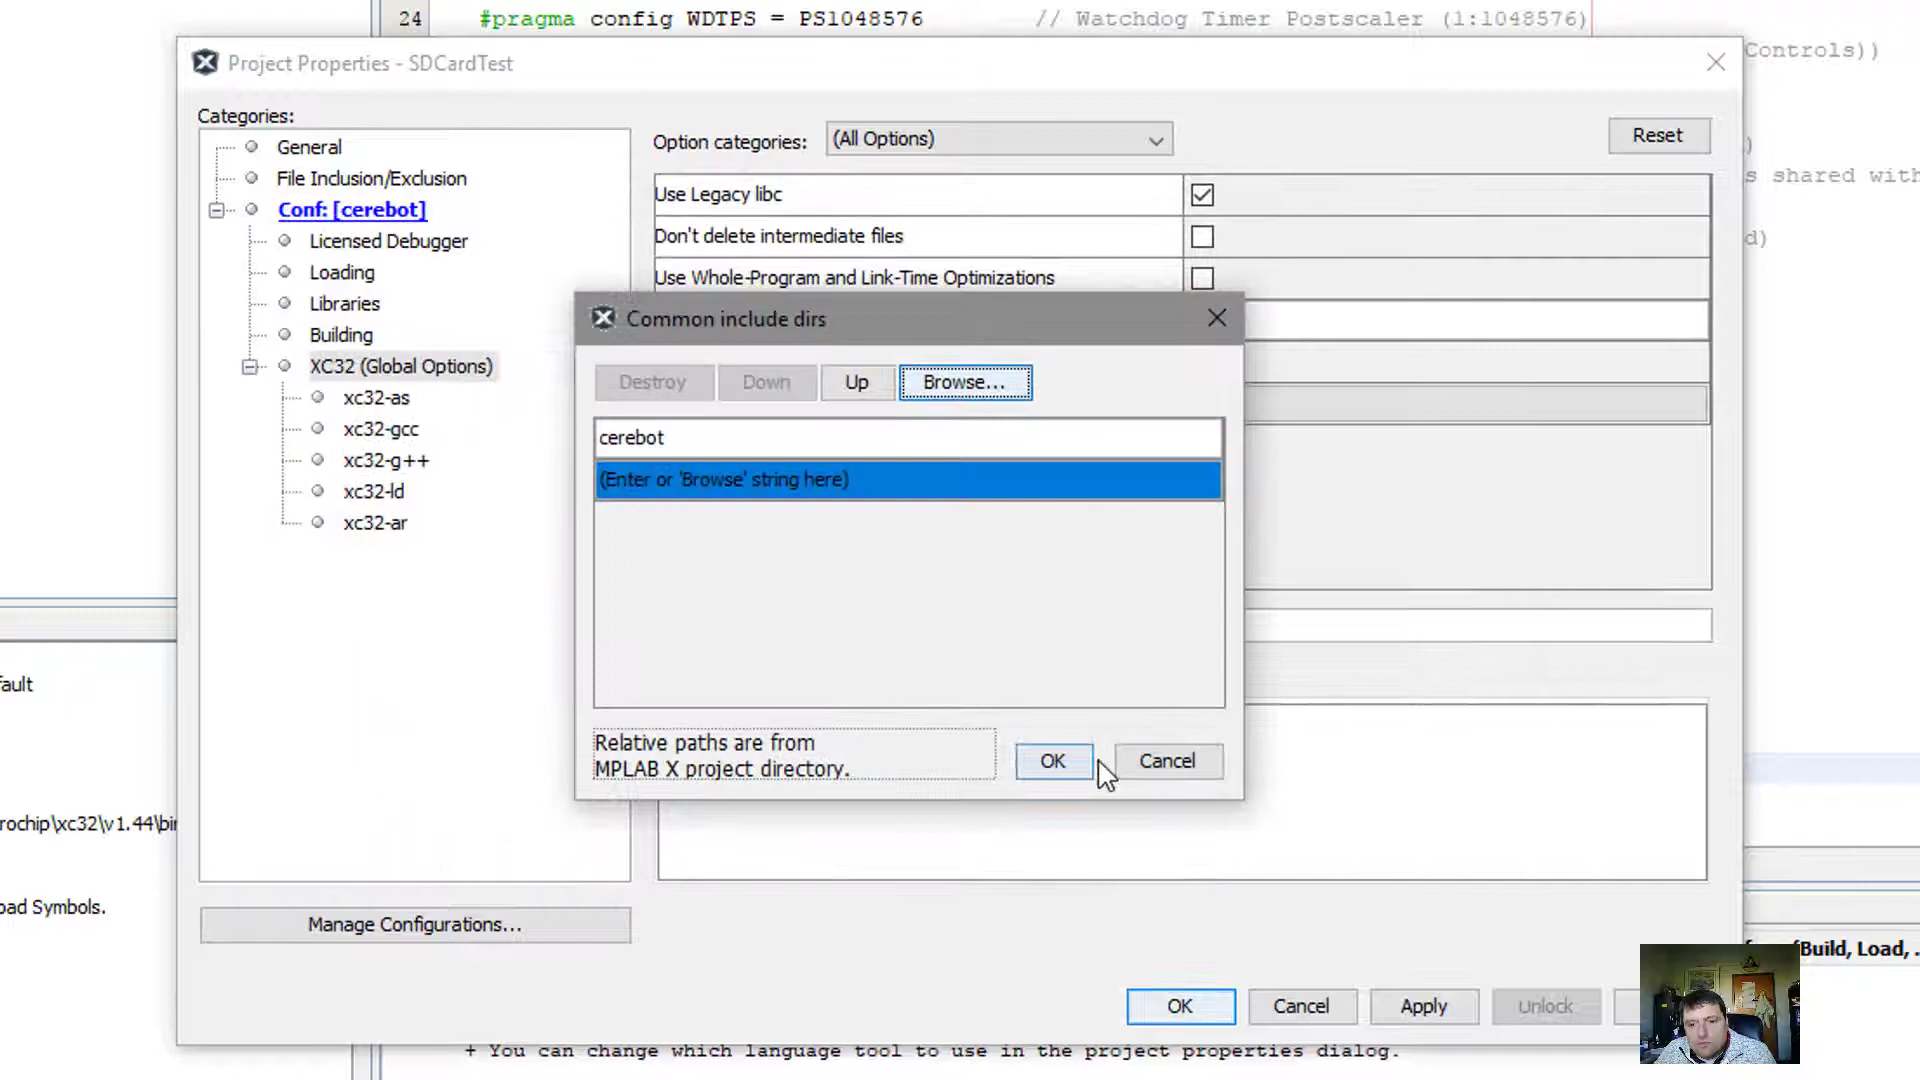 24 #pragma config WDTPS = PS1048576 // Watchdog Timer Postscaler (1:1048576)
Project Properties - SDCardTest
Controls))
Categories:
General
File Inclusion/Exclusion
Conf: [cerebot]
Licensed Debugger
Loading
Libraries
Building
XC32 (Global Options)
xc32-as
xc32-gcc
xc32-g++
xc32-ld
xc32-ar
Manage Configurations...
Option categories: (All Options)
Reset
Use Legacy libc
Don't delete intermediate files
Use Whole-Program and Link-Time Optimizations
)
s shared with
d)
Common include dirs
Destroy Down Up Browse...
cerebot
(Enter or 'Browse' string here)
Relative paths are from
MPLAB X project directory.
OK Cancel
fault
rochip\xc32\v1.44\bin
oad Symbols.
(Build, Load, .
OK Cancel Apply Unlock
+ You can change which language tool to use in the project properties dialog.